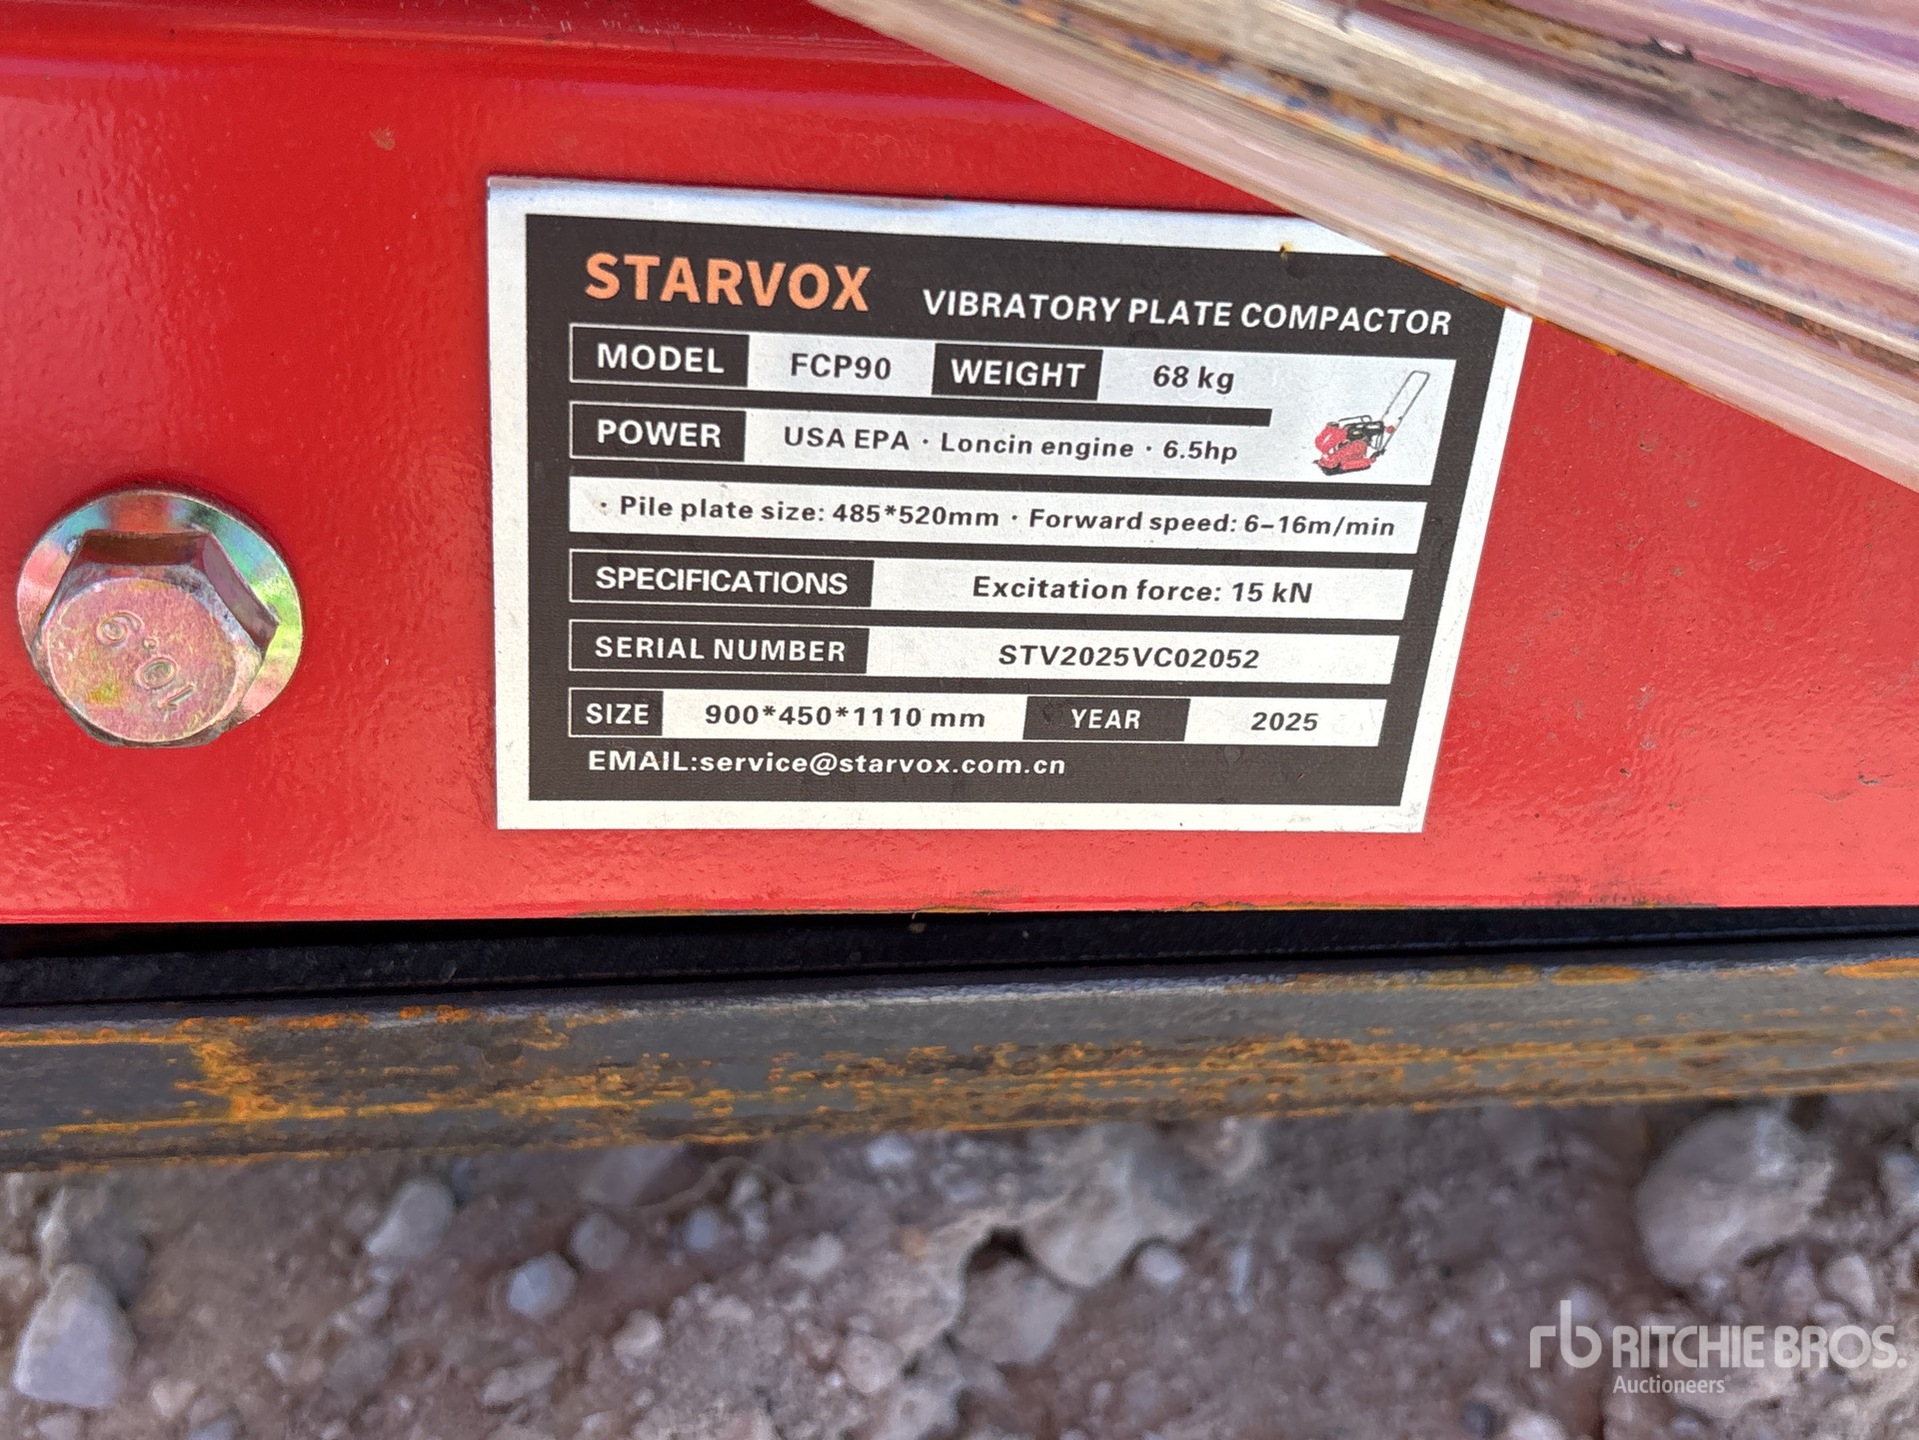 STARVOX VIBRATORY PLATE COMPACTOR
MODEL FCP90 WEIGHT 68 kg
POWER USA EPA · Loncin engine · 6.5hp
· Pile plate size: 485*520mm · Forward speed: 6-16m/min
SPECIFICATIONS Excitation force: 15 kN
SERIAL NUMBER STV2025VC02052
SIZE 900*450*1110 mm YEAR 2025
EMAIL:service@starvox.com.cn
10.9
rb RITCHIE BROS.
Auctioneers